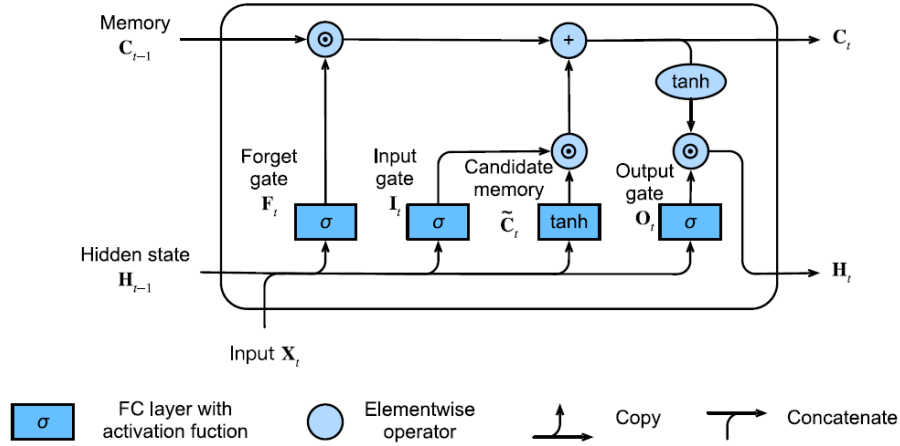 Memory
C_{t-1}
⊙
+
C_t
tanh
Forget
gate
F_t
Input
gate
I_t
⊙
Candidate
memory
C̃_t
Output
gate
O_t
⊙
σ
σ
tanh
σ
Hidden state
H_{t-1}
H_t
Input X_t
σ
FC layer with
activation fuction
Elementwise
operator
Copy
Concatenate